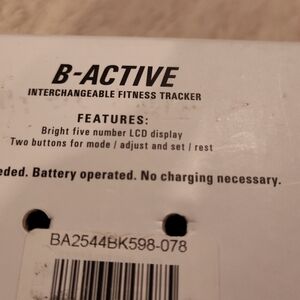 B-ACTIVE
INTERCHANGEABLE FITNESS TRACKER
FEATURES:
Bright five number LCD display
Two buttons for mode / adjust and set / rest
eded. Battery operated. No charging necessary.
BA2544BK598-078